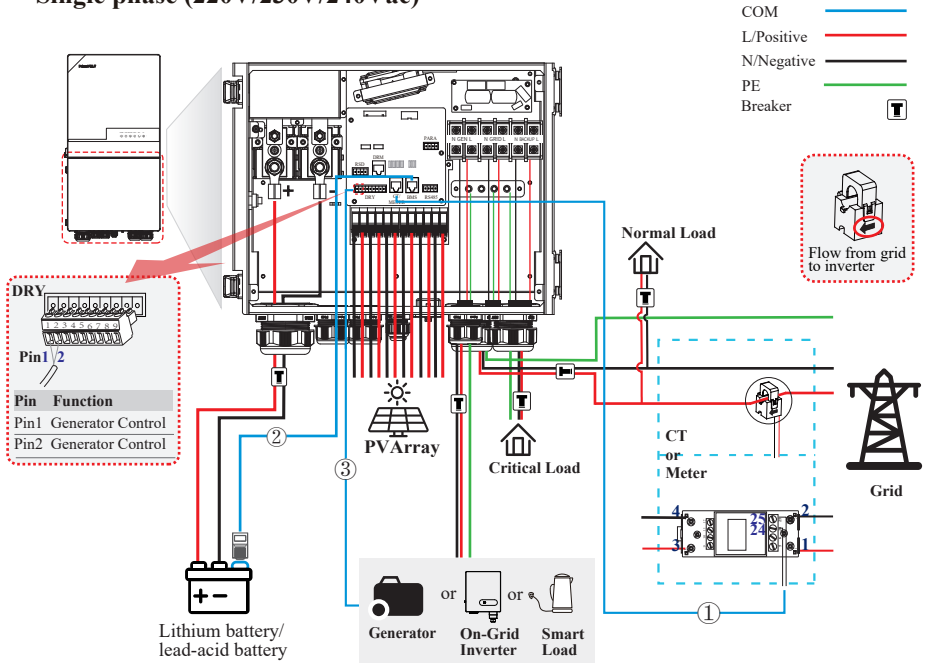 Single phase (220V/230V/240Vac)
COM
L/Positive
N/Negative
PE
Breaker
PARA
N GEN L
N GRID L
N BACKUP L
DRM
RSD
+
-
DRY
CT
METER
BMS
RS485
Normal Load
Flow from grid
to inverter
DRY
1 2 3 4 5 6 7 8 9
Pin1 2
Pin Function
Pin1 Generator Control
Pin2 Generator Control
②
③
PVArray
Critical Load
CT
or
Meter
Grid
4
25
2
24
3
1
①
+ -
Lithium battery/
lead-acid battery
or
or
Generator
On-Grid
Inverter
Smart
Load